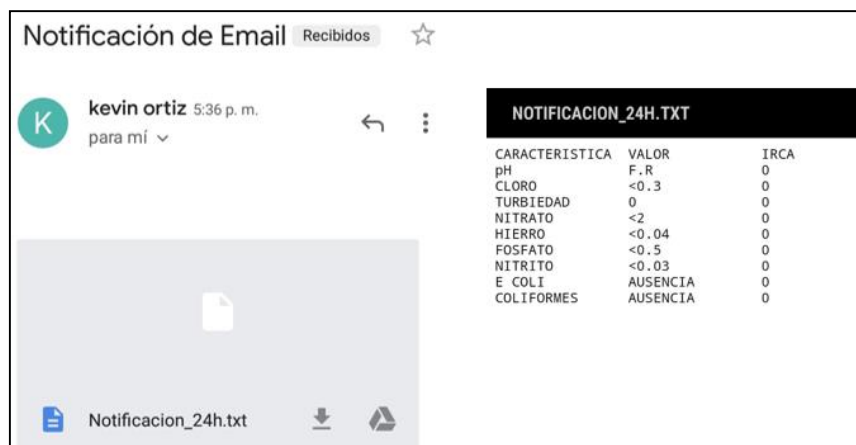 Notificación de Email Recibidos
K
kevin ortiz 5:36 p. m.
para mí
Notificacion_24h.txt
NOTIFICACION_24H.TXT
CARACTERISTICA VALOR IRCA
pH F.R 0
CLORO <0.3 0
TURBIEDAD 0 0
NITRATO <2 0
HIERRO <0.04 0
FOSFATO <0.5 0
NITRITO <0.03 0
E COLI AUSENCIA 0
COLIFORMES AUSENCIA 0